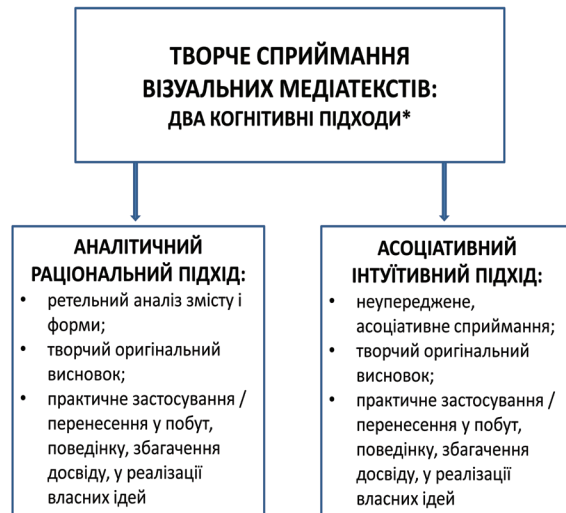 ТВОРЧЕ СПРИЙМАННЯ
ВІЗУАЛЬНИХ МЕДІАТЕКСТІВ:
ДВА КОГНІТИВНІ ПІДХОДИ*
АНАЛІТИЧНИЙ
РАЦІОНАЛЬНИЙ ПІДХІД:
• ретельний аналіз змісту і
форми;
• творчий оригінальний
висновок;
• практичне застосування /
перенесення у побут,
поведінку, збагачення
досвіду, у реалізації
власних ідей
АСОЦІАТИВНИЙ
ІНТУЇТИВНИЙ ПІДХІД:
• неупереджене,
асоціативне сприймання;
• творчий оригінальний
висновок;
• практичне застосування /
перенесення у побут,
поведінку, збагачення
досвіду, у реалізації
власних ідей